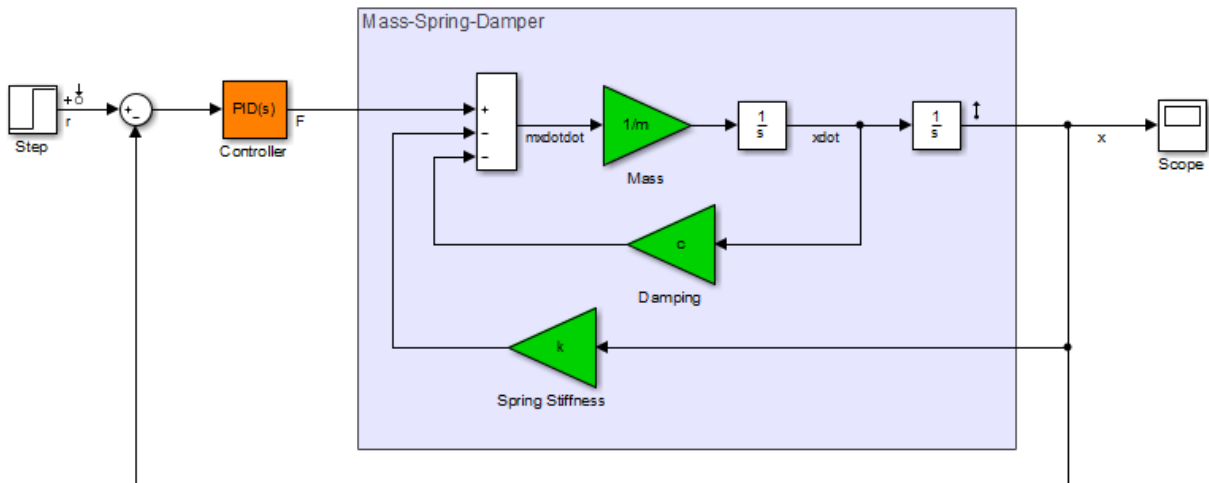 Mass-Spring-Damper
Step
r
+
−
PID(s)
Controller
F
+
−
−
mxdotdot
1/m
Mass
1
s
xdot
1
s
x
Scope
c
Damping
k
Spring Stiffness